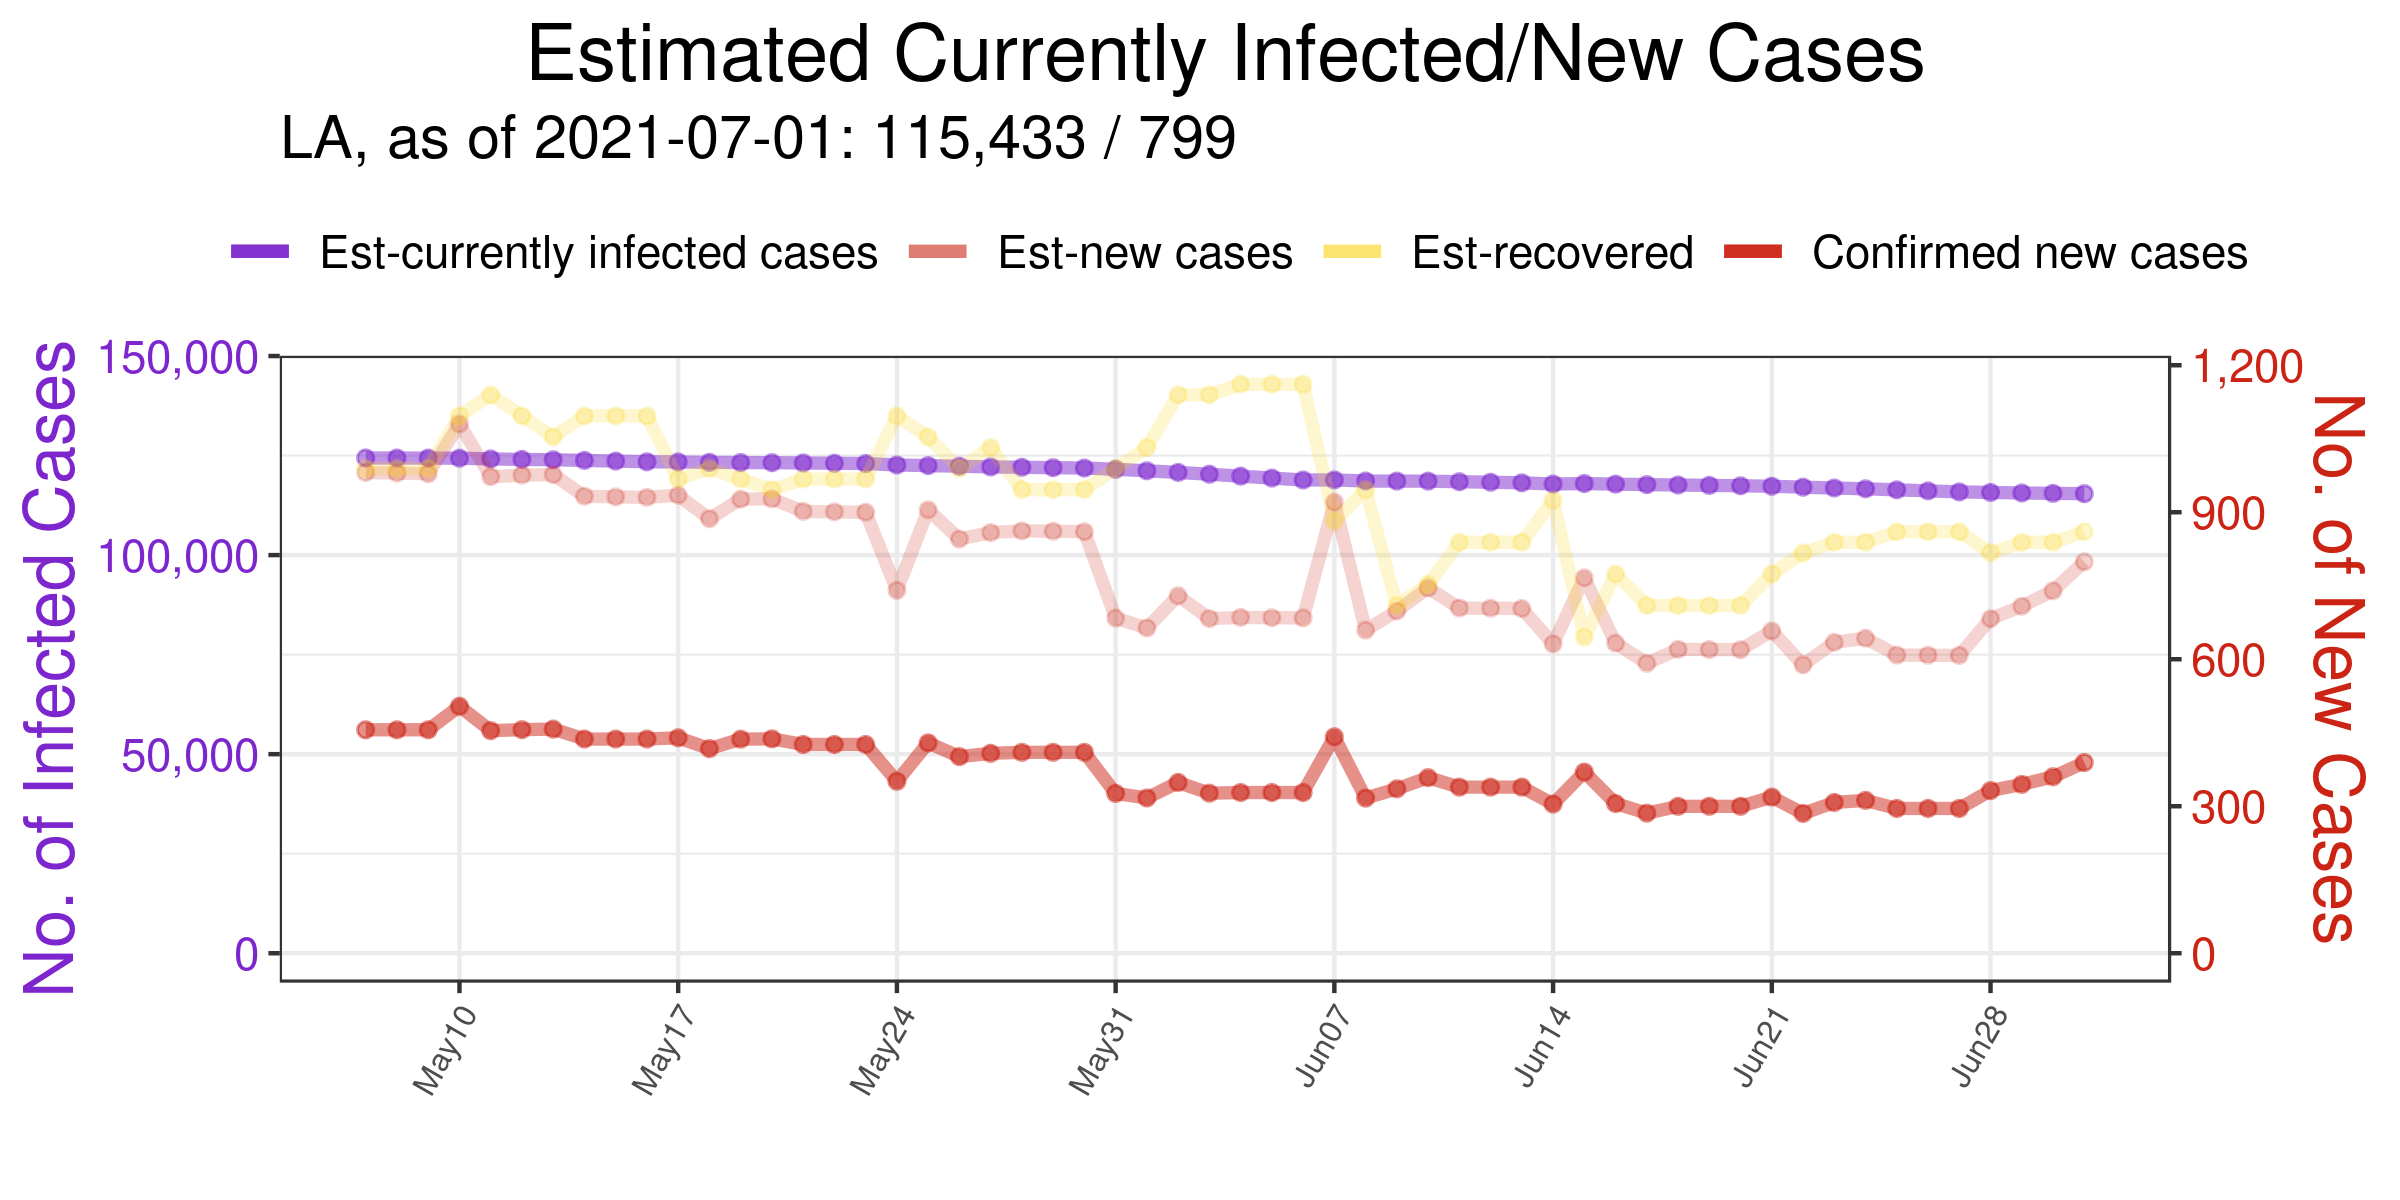 Estimated Currently Infected/New Cases
LA, as of 2021-07-01: 115,433 / 799
Est-currently infected cases Est-new cases Est-recovered Confirmed new cases
No. of Infected Cases
150,000
100,000
50,000
0
1,200
900
600
300
0
No. of New Cases
May10 May17 May24 May31 Jun07 Jun14 Jun21 Jun28